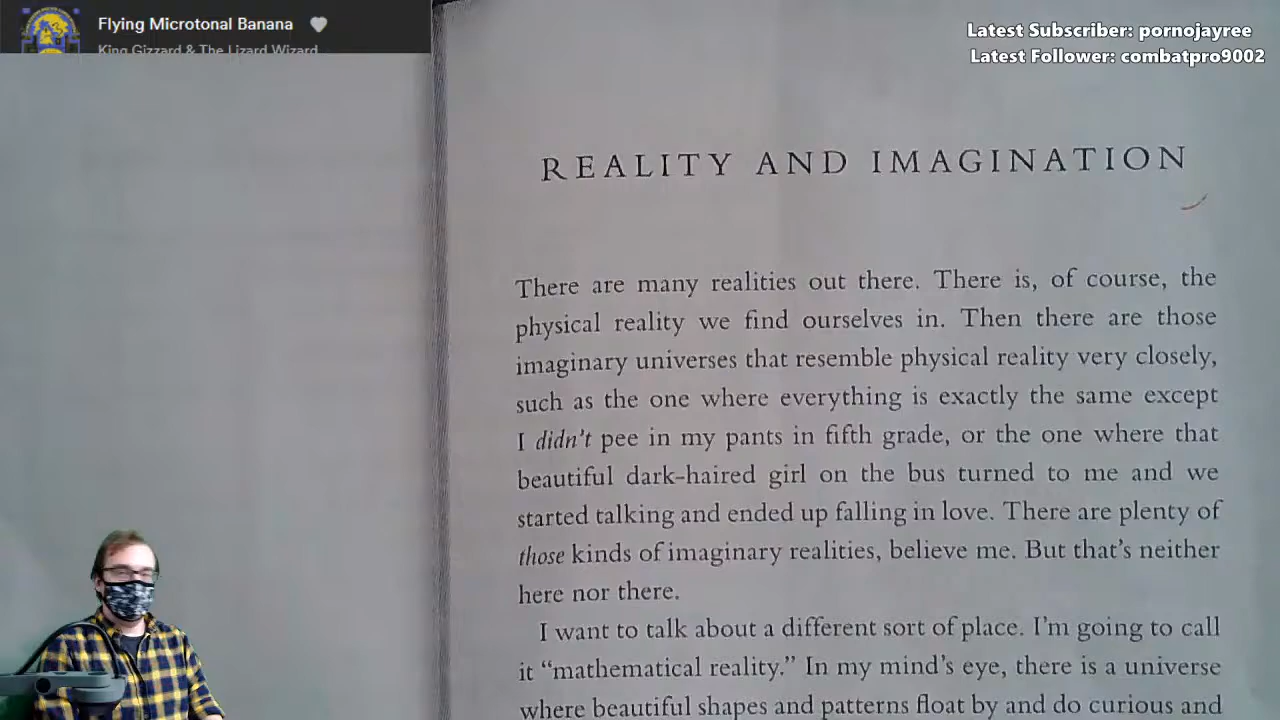 Flying Microtonal Banana
King Gizzard & The Lizard Wizard
Latest Subscriber: pornojayree
Latest Follower: combatpro9002
REALITY AND IMAGINATION
There are many realities out there. There is, of course, the
physical reality we find ourselves in. Then there are those
imaginary universes that resemble physical reality very closely,
such as the one where everything is exactly the same except
I didn't pee in my pants in fifth grade, or the one where that
beautiful dark-haired girl on the bus turned to me and we
started talking and ended up falling in love. There are plenty of
those kinds of imaginary realities, believe me. But that's neither
here nor there.
I want to talk about a different sort of place. I'm going to call
it “mathematical reality.” In my mind's eye, there is a universe
where beautiful shapes and patterns float by and do curious and